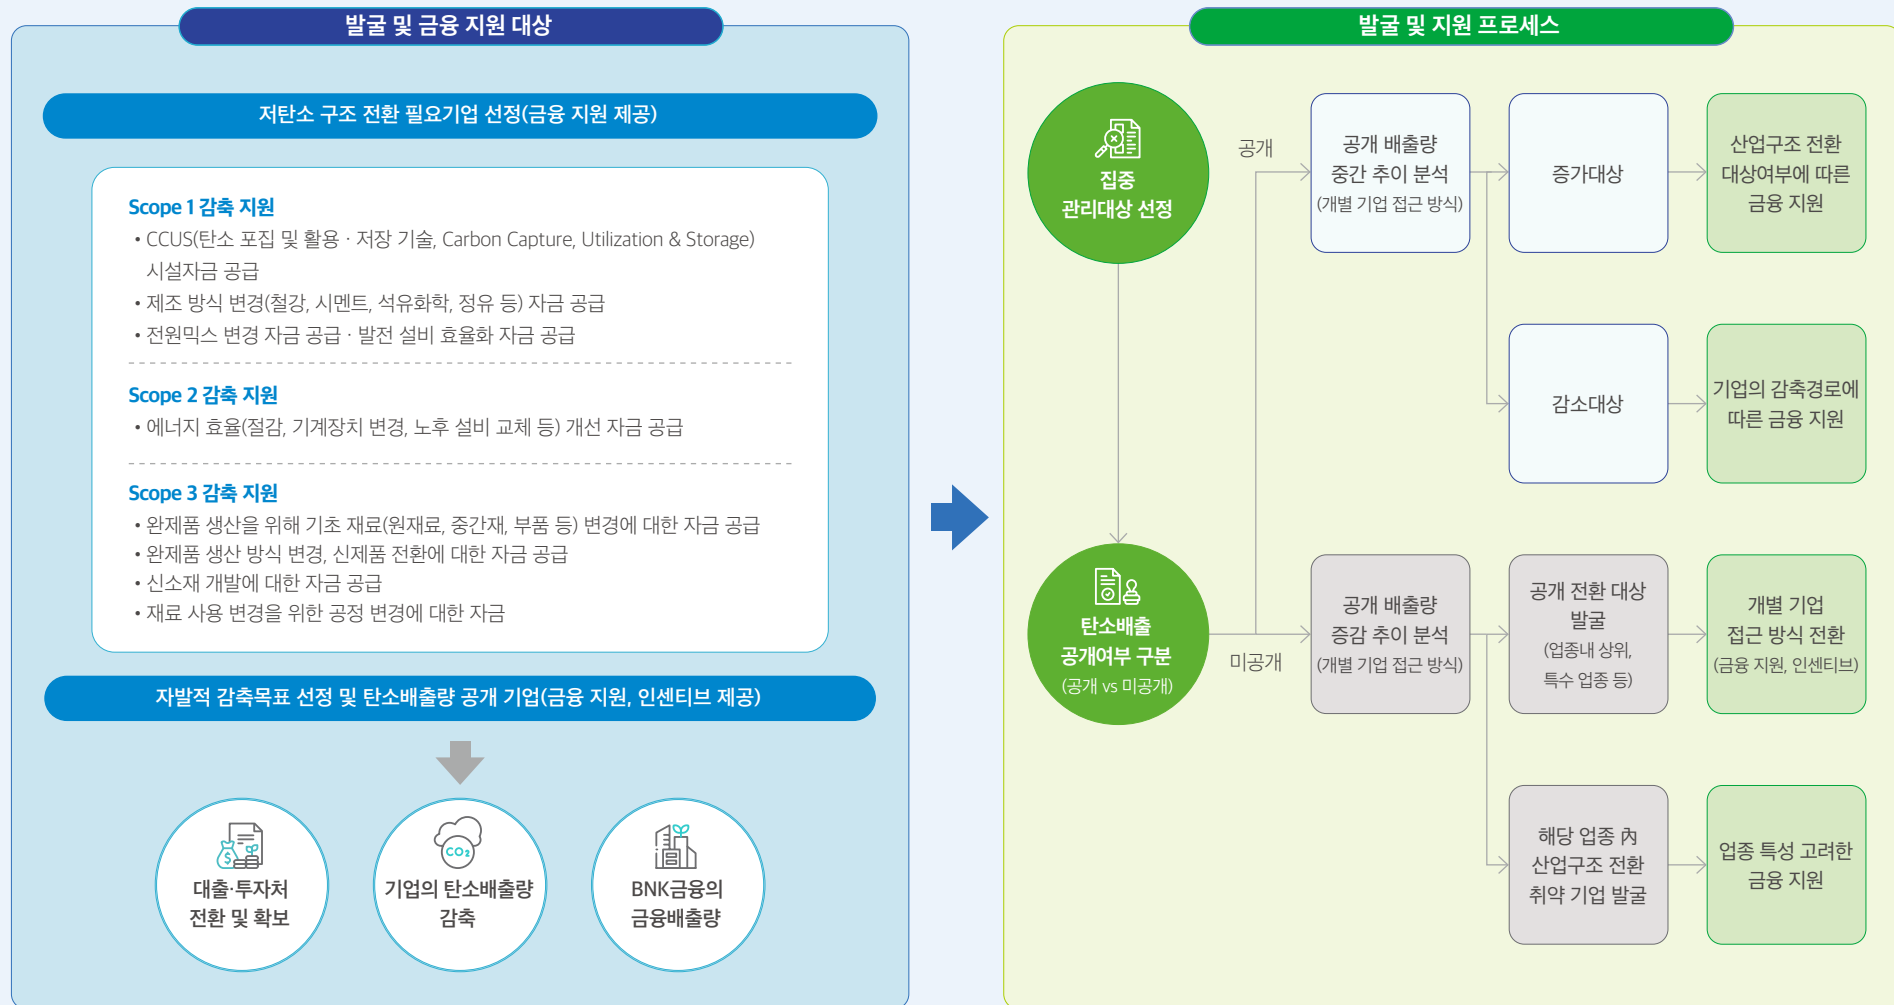 발굴 및 금융 지원 대상
저탄소 구조 전환 필요기업 선정(금융 지원 제공)
Scope 1 감축 지원
• CCUS(탄소 포집 및 활용 · 저장 기술, Carbon Capture, Utilization & Storage)
시설자금 공급
• 제조 방식 변경(철강, 시멘트, 석유화학, 정유 등) 자금 공급
• 전원믹스 변경 자금 공급 · 발전 설비 효율화 자금 공급
Scope 2 감축 지원
• 에너지 효율(절감, 기계장치 변경, 노후 설비 교체 등) 개선 자금 공급
Scope 3 감축 지원
• 완제품 생산을 위해 기초 재료(원재료, 중간재, 부품 등) 변경에 대한 자금 공급
• 완제품 생산 방식 변경, 신제품 전환에 대한 자금 공급
• 신소재 개발에 대한 자금 공급
• 재료 사용 변경을 위한 공정 변경에 대한 자금
자발적 감축목표 선정 및 탄소배출량 공개 기업(금융 지원, 인센티브 제공)
$
대출·투자처
전환 및 확보
CO2
기업의 탄소배출량
감축
BNK금융의
금융배출량
발굴 및 지원 프로세스
집중
관리대상 선정
공개
공개 배출량
중간 추이 분석
(개별 기업 접근 방식)
증가대상
산업구조 전환
대상여부에 따른
금융 지원
감소대상
기업의 감축경로에
따른 금융 지원
탄소배출
공개여부 구분
(공개 vs 미공개)
미공개
공개 배출량
증감 추이 분석
(개별 기업 접근 방식)
공개 전환 대상
발굴
(업종내 상위,
특수 업종 등)
개별 기업
접근 방식 전환
(금융 지원, 인센티브)
해당 업종 內
산업구조 전환
취약 기업 발굴
업종 특성 고려한
금융 지원